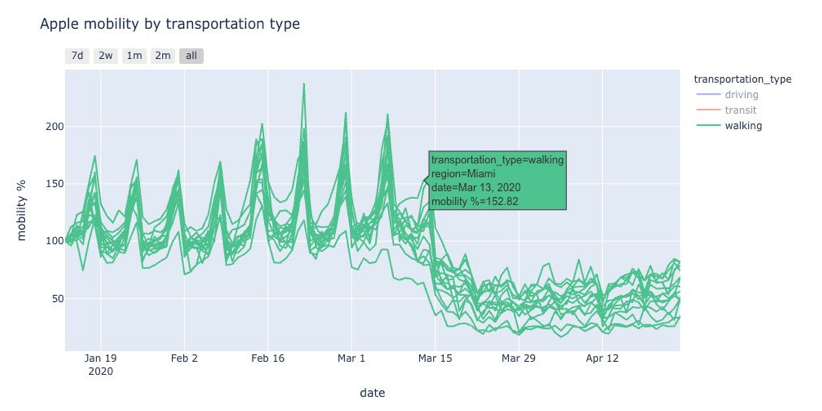 Apple mobility by transportation type
7d 2w 1m 2m all
transportation_type
driving
transit
walking
200
150
100
50
mobility %
transportation_type=walking
region=Miami
date=Mar 13, 2020
mobility %=152.82
Jan 19 Feb 2 Feb 16 Mar 1 Mar 15 Mar 29 Apr 12
2020
date